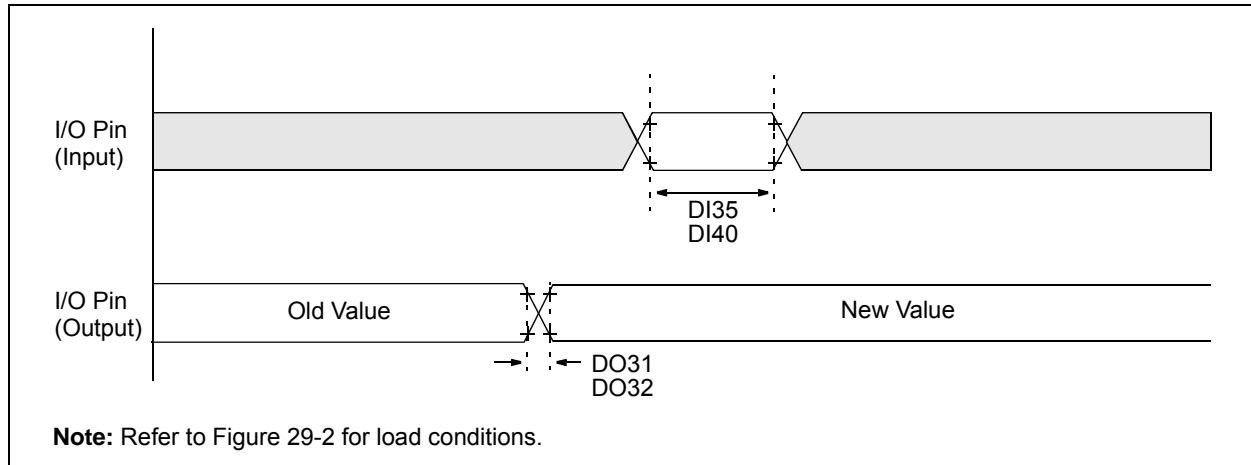 I/O Pin
(Input)
DI35
DI40
I/O Pin
(Output)
Old Value
New Value
DO31
DO32
Note: Refer to Figure 29-2 for load conditions.